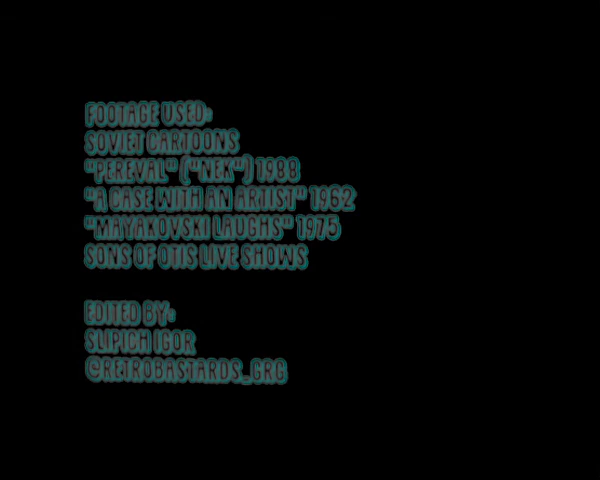 FOOTAGE USED:
SOVIET CARTOONS
"PEREVAL" ("NEK") 1988
"A CASE WITH AN ARTIST" 1962
"MAYAKOVSKI LAUGHS" 1975
SONS OF OTIS LIVE SHOWS
EDITED BY:
SLIPICH IGOR
@RETROBASTARDS_GRG